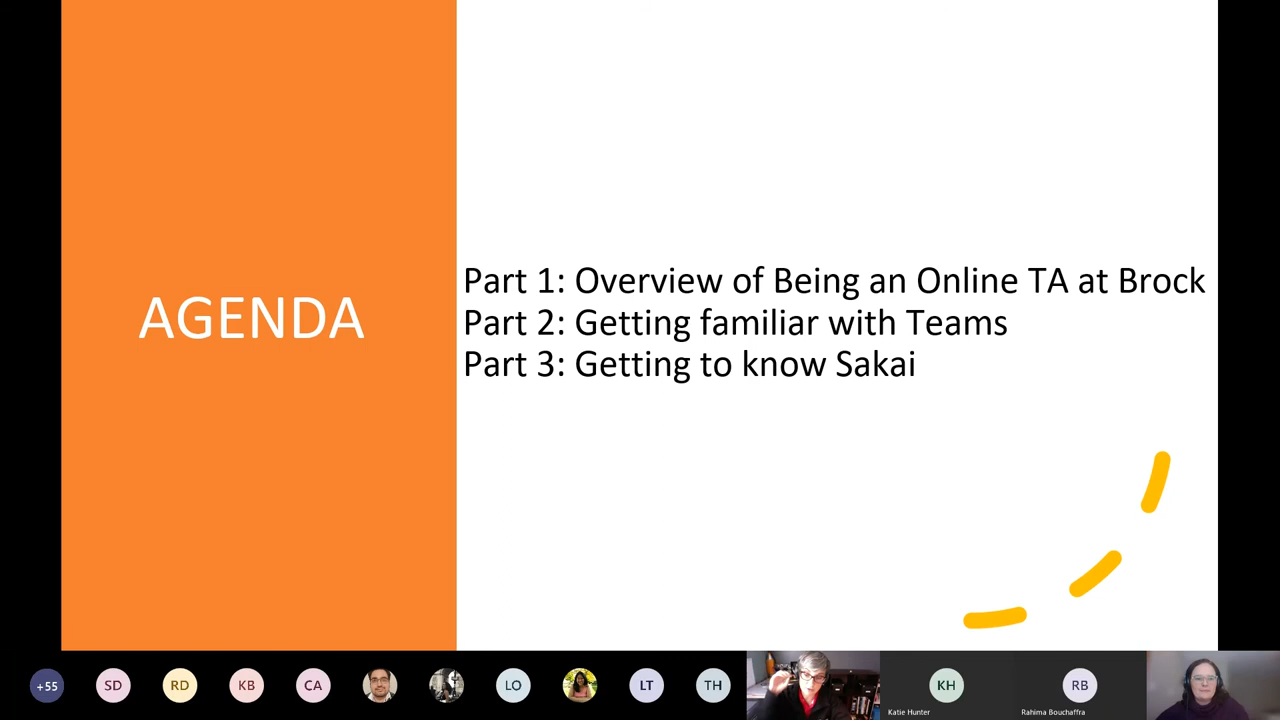 AGENDA
Part 1: Overview of Being an Online TA at Brock
Part 2: Getting familiar with Teams
Part 3: Getting to know Sakai
+55
SD
RD
KB
CA
LO
LT
TH
KH
Katie Hunter
RB
Rahima Bouchaffra